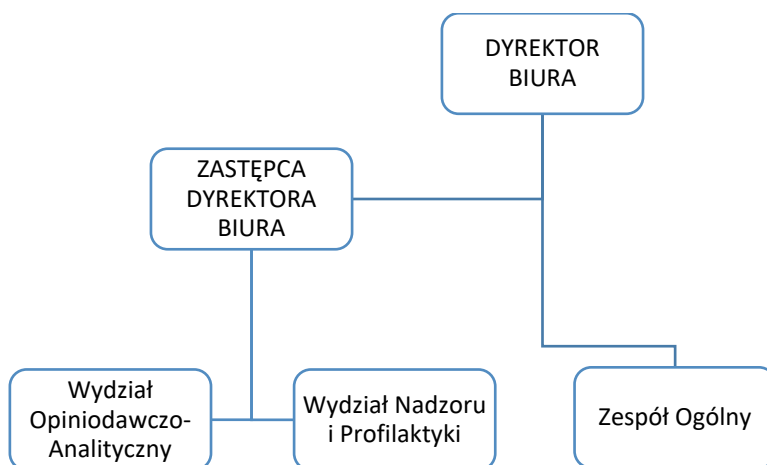 DYREKTOR
BIURA
ZASTĘPCA
DYREKTORA
BIURA
Wydział
Opiniodawczo-
Analityczny
Wydział Nadzoru
i Profilaktyki
Zespół Ogólny